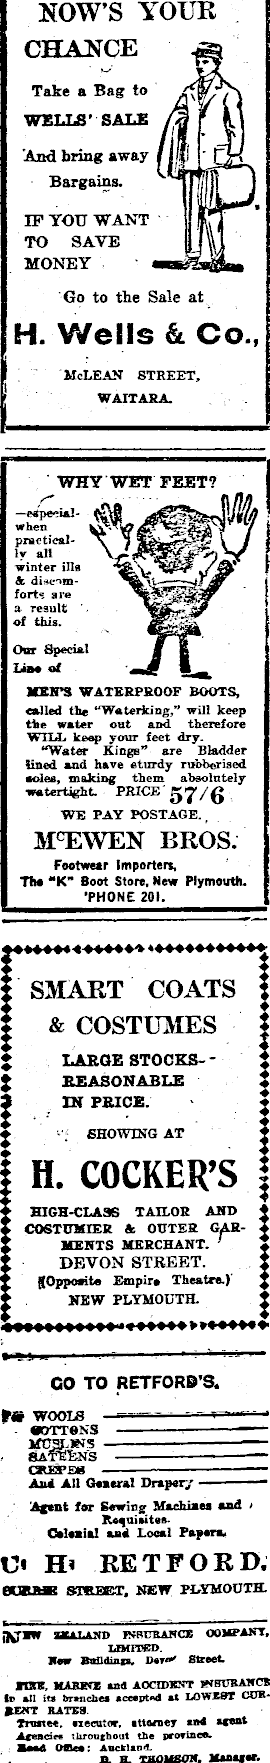 NOW'S YOUR
CHANCE
Take a Bag to
WELLS' SALE
And bring away
Bargains.
IF YOU WANT
TO SAVE
MONEY
Go to the Sale at
H. Wells & Co.,
McLEAN STREET,
WAITARA.
WHY WET FEET?
—especial-
when
practical-
ly all
winter ills
& discom-
forts are
a result
of this.
Our Special
Line of
MEN'S WATERPROOF BOOTS,
called the "Waterking," will keep
the water out and therefore
WILL keep your feet dry.
"Water Kings" are Bladder
lined and have sturdy rubberised
soles, making them absolutely
watertight. PRICE 57/6
WE PAY POSTAGE.
McEWEN BROS.
Footwear Importers,
The "K" Boot Store, New Plymouth.
'PHONE 201.
SMART COATS
& COSTUMES
LARGE STOCKS--
REASONABLE
IN PRICE.
SHOWING AT
H. COCKER'S
HIGH-CLASS TAILOR AND
COSTUMIER & OUTER GAR-
MENTS MERCHANT.
DEVON STREET.
(Opposite Empire Theatre.)
NEW PLYMOUTH.
GO TO RETFORD'S.
For WOOLS
COTTONS
MUSLINS
SATEENS
CREPES
And All General Drapery
Agent for Sewing Machines and
Requisites.
Colonial and Local Papers.
H. RETFORD.
STREET, NEW PLYMOUTH.
NEW ZEALAND INSURANCE COMPANY,
LIMITED.
New Buildings, Devon Street.
FIRE, MARINE and ACCIDENT INSURANCE
in all its branches accepted at LOWEST CUR-
RENT RATES.
Trustee, executor, attorney and agent
Agencies throughout the province.
Head Office: Auckland.
D. H. THOMSON, Manager.